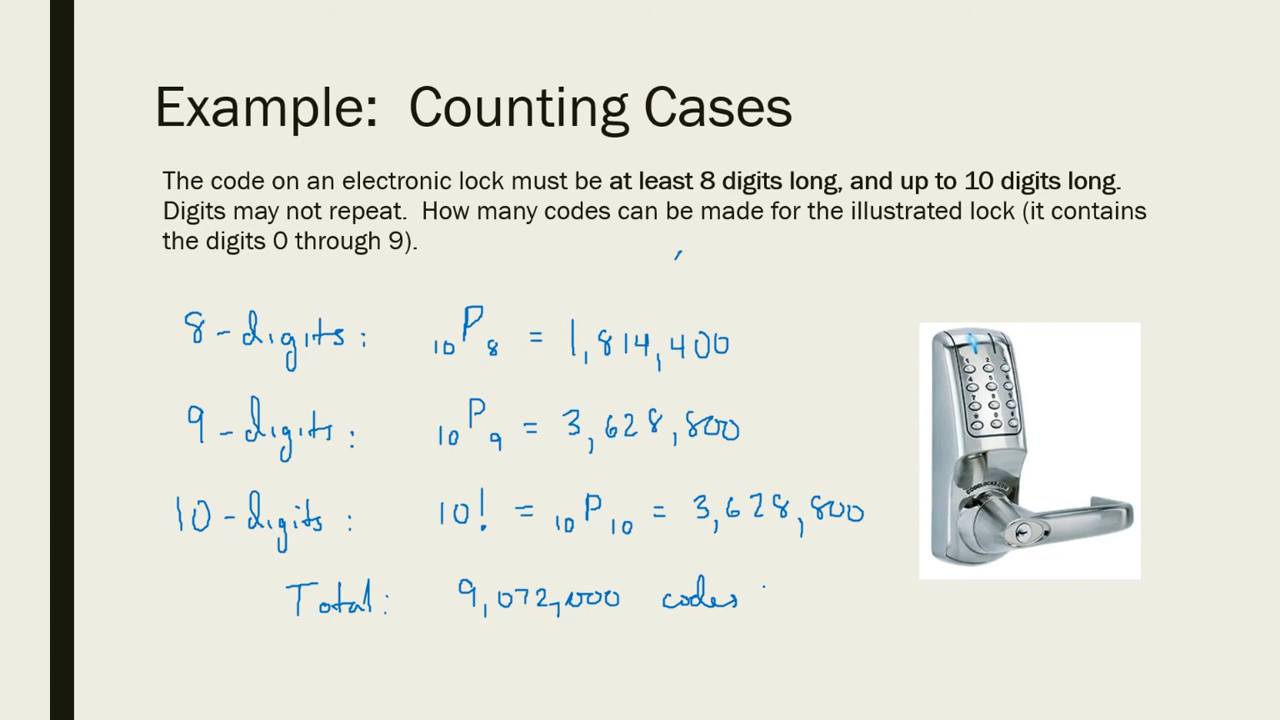 Example: Counting Cases
The code on an electronic lock must be at least 8 digits long, and up to 10 digits long.
Digits may not repeat. How many codes can be made for the illustrated lock (it contains
the digits 0 through 9).
8-digits: ₁₀P₈ = 1,814,400
9-digits: ₁₀P₉ = 3,628,800
10-digits: 10! = ₁₀P₁₀ = 3,628,800
Total: 9,072,000 codes